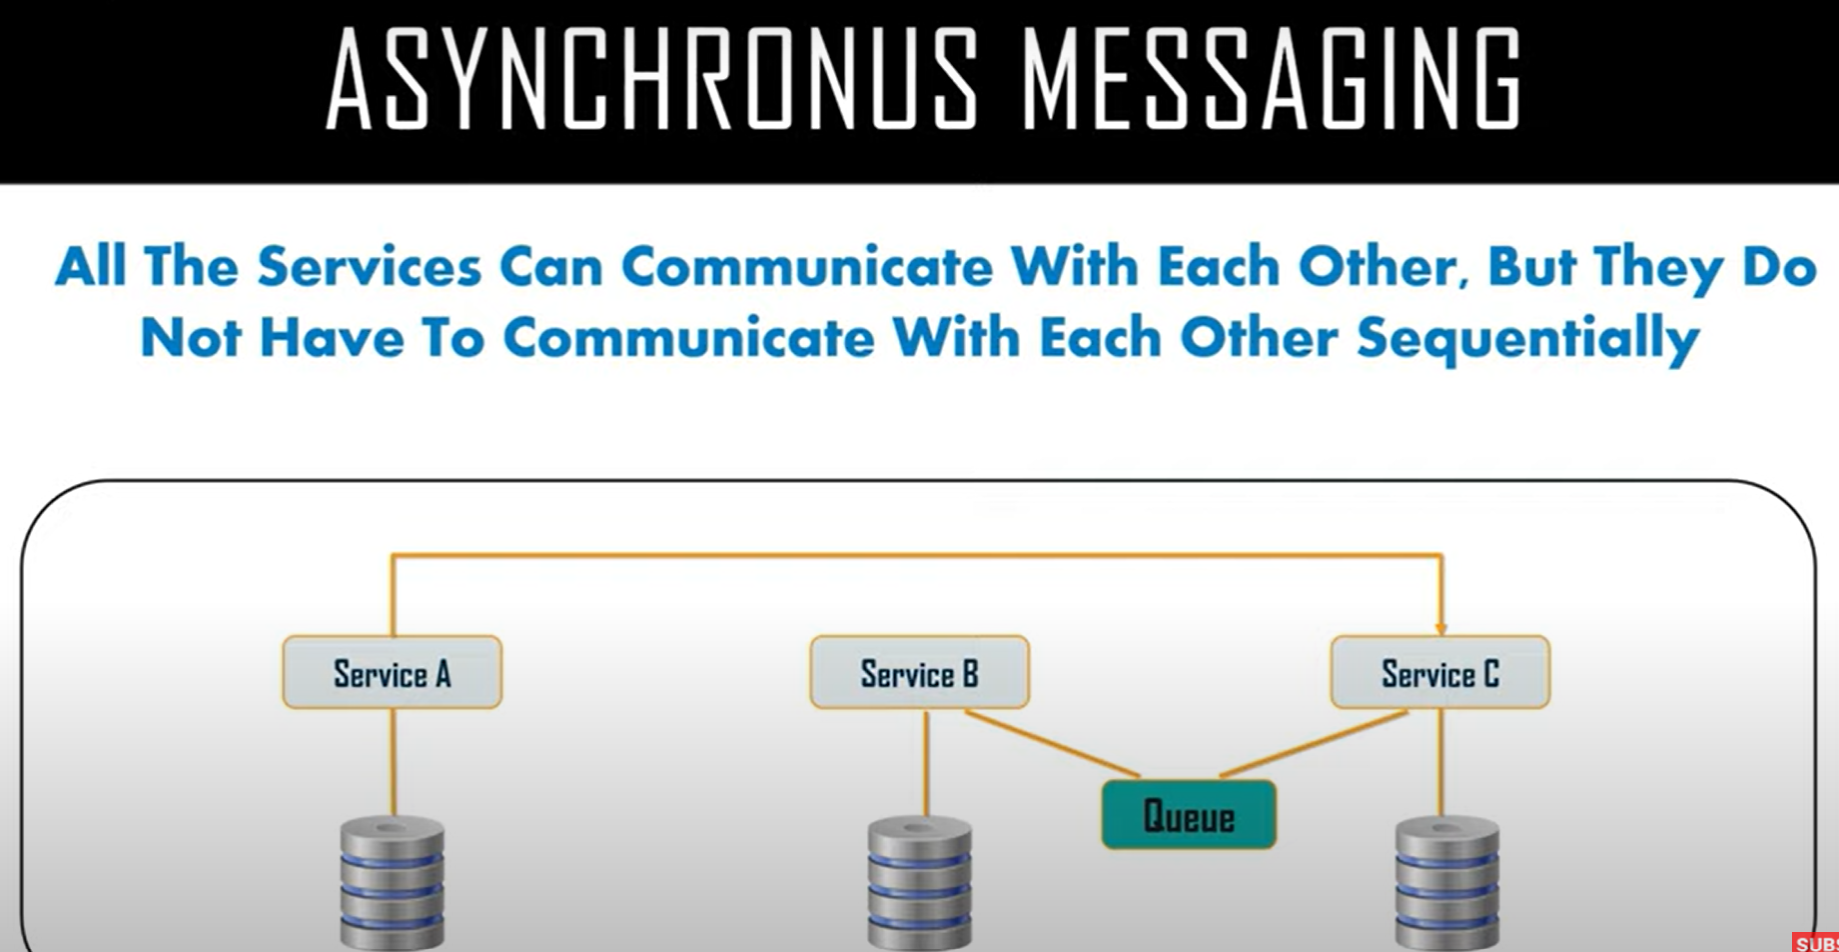 ASYNCHRONUS MESSAGING
All The Services Can Communicate With Each Other, But They Do
Not Have To Communicate With Each Other Sequentially
Service A
Service B
Service C
Queue
SUBS